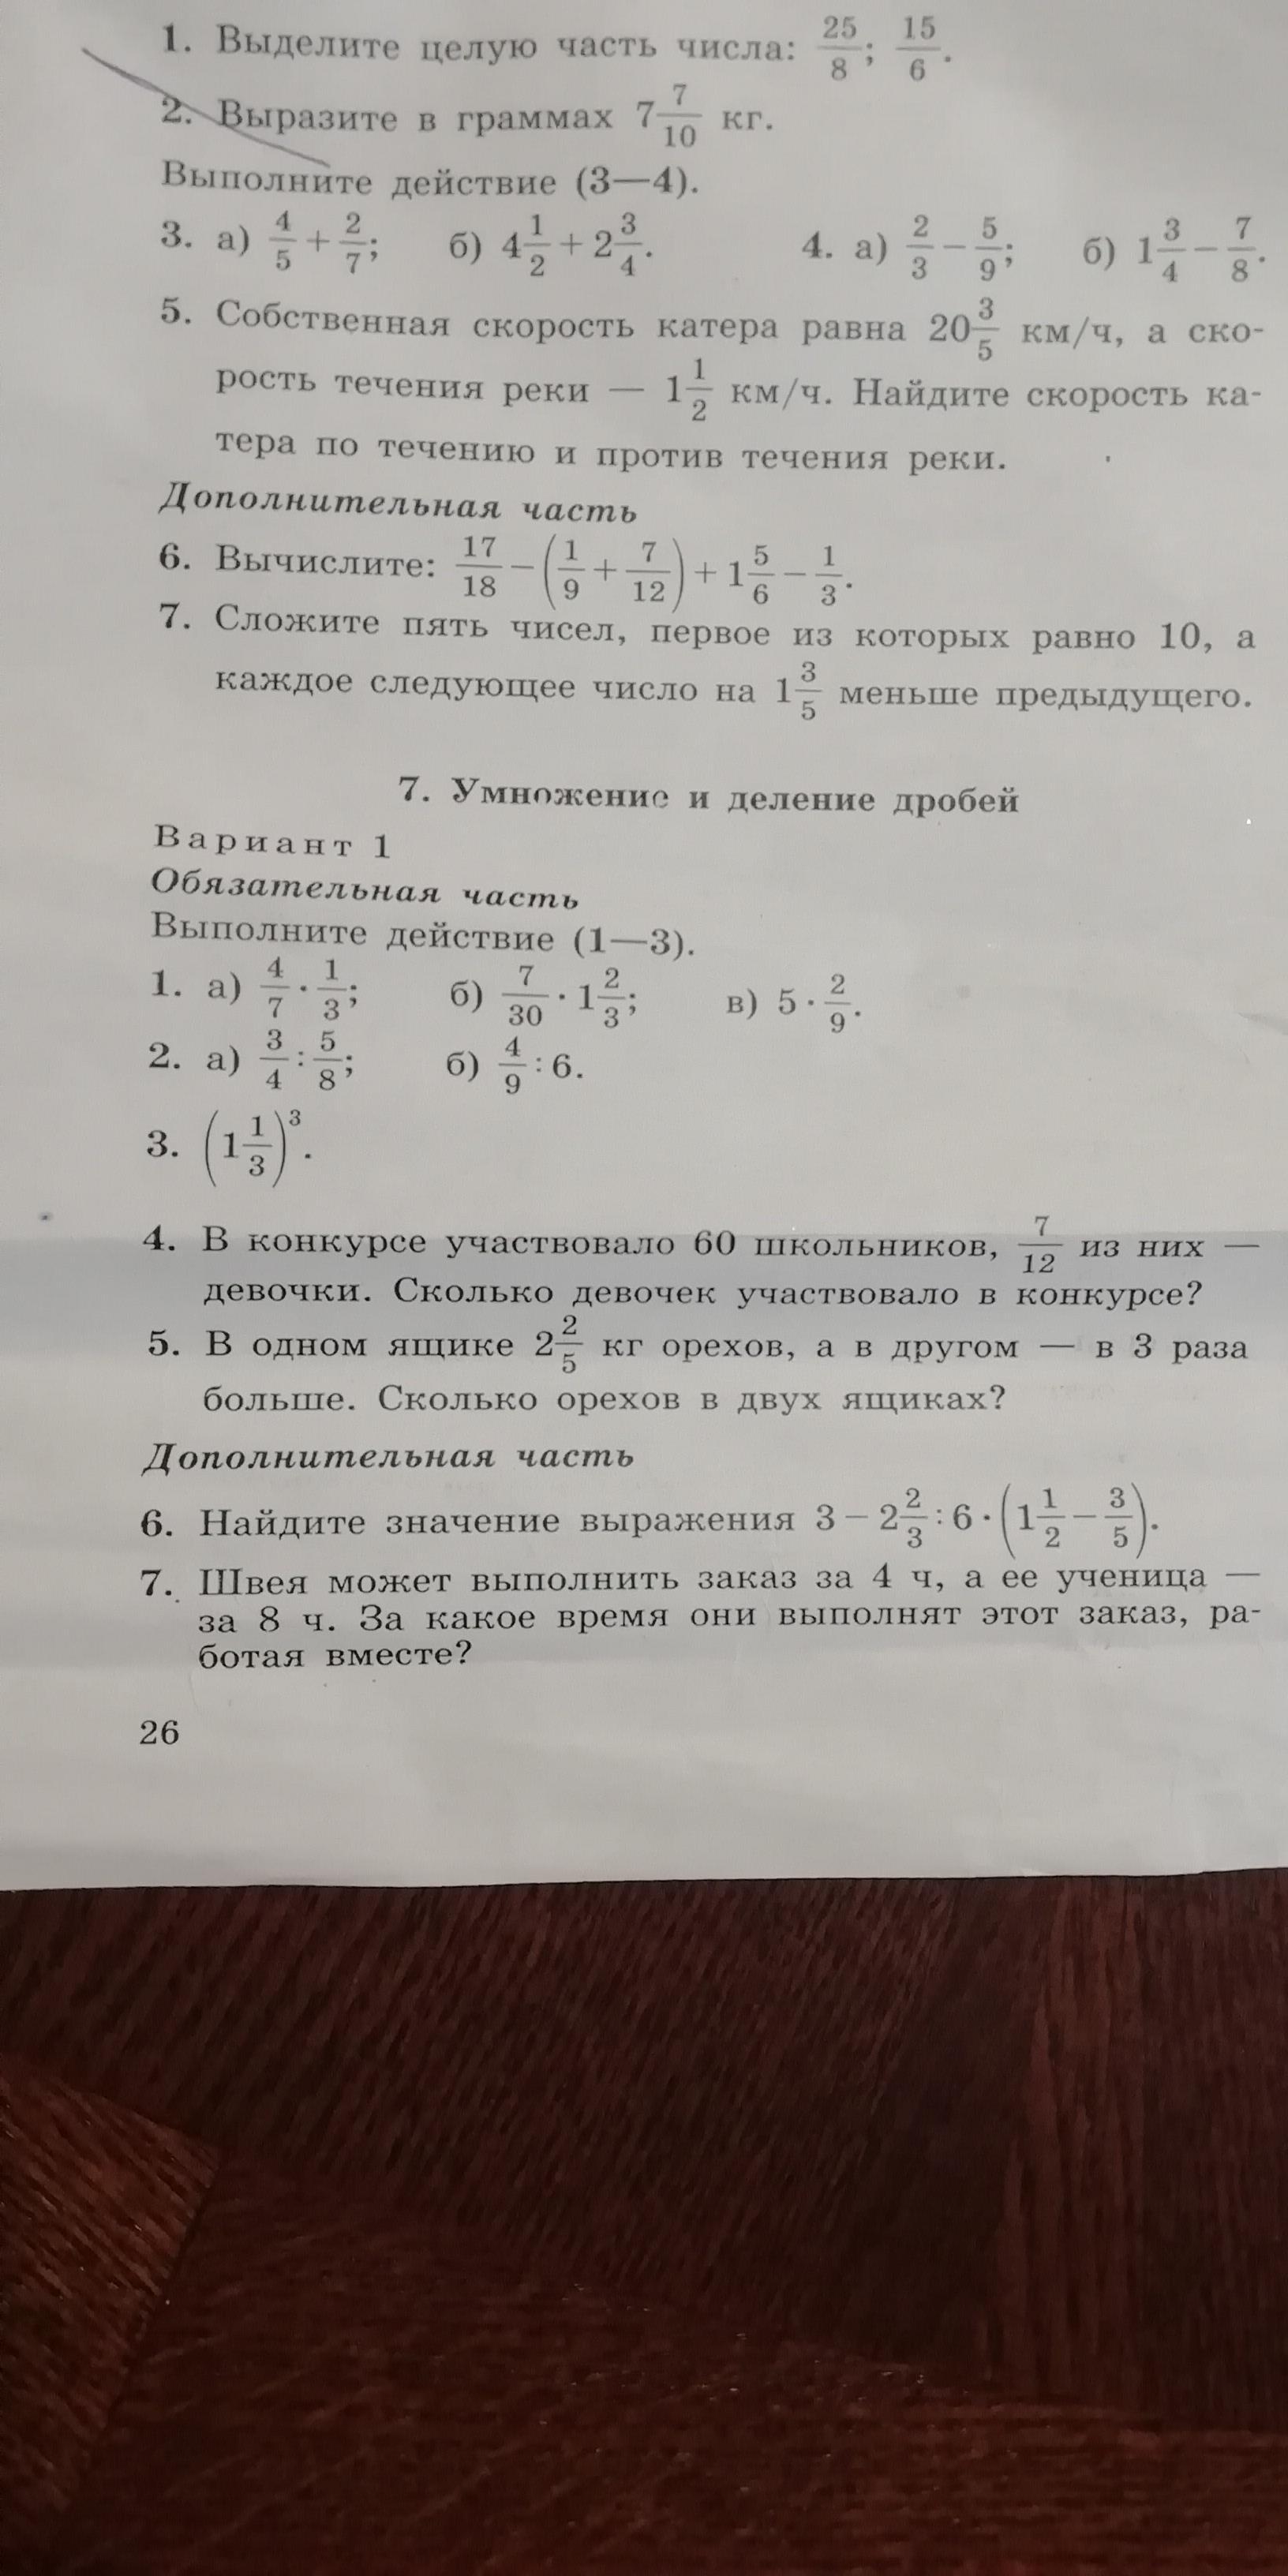 1. Выделите целую часть числа: 25/8; 15/6.
2. Выразите в граммах 7 7/10 кг.
Выполните действие (3—4).
3. а) 4/5 + 2/7; б) 4 1/2 + 2 3/4. 4. а) 2/3 − 5/9; б) 1 3/4 − 7/8.
5. Собственная скорость катера равна 20 3/5 км/ч, а ско-
рость течения реки — 1 1/2 км/ч. Найдите скорость ка-
тера по течению и против течения реки.
Дополнительная часть
6. Вычислите: 17/18 − (1/9 + 7/12) + 1 5/6 − 1/3.
7. Сложите пять чисел, первое из которых равно 10, а
каждое следующее число на 1 3/5 меньше предыдущего.
7. Умножение и деление дробей
Вариант 1
Обязательная часть
Выполните действие (1—3).
1. а) 4/7 · 1/3; б) 7/30 · 1 2/3; в) 5 · 2/9.
2. а) 3/4 : 5/8; б) 4/9 : 6.
3. (1 1/3)³.
4. В конкурсе участвовало 60 школьников, 7/12 из них —
девочки. Сколько девочек участвовало в конкурсе?
5. В одном ящике 2 2/5 кг орехов, а в другом — в 3 раза
больше. Сколько орехов в двух ящиках?
Дополнительная часть
6. Найдите значение выражения 3 − 2 2/3 : 6 · (1 1/2 − 3/5).
7. Швея может выполнить заказ за 4 ч, а ее ученица —
за 8 ч. За какое время они выполнят этот заказ, ра-
ботая вместе?
26